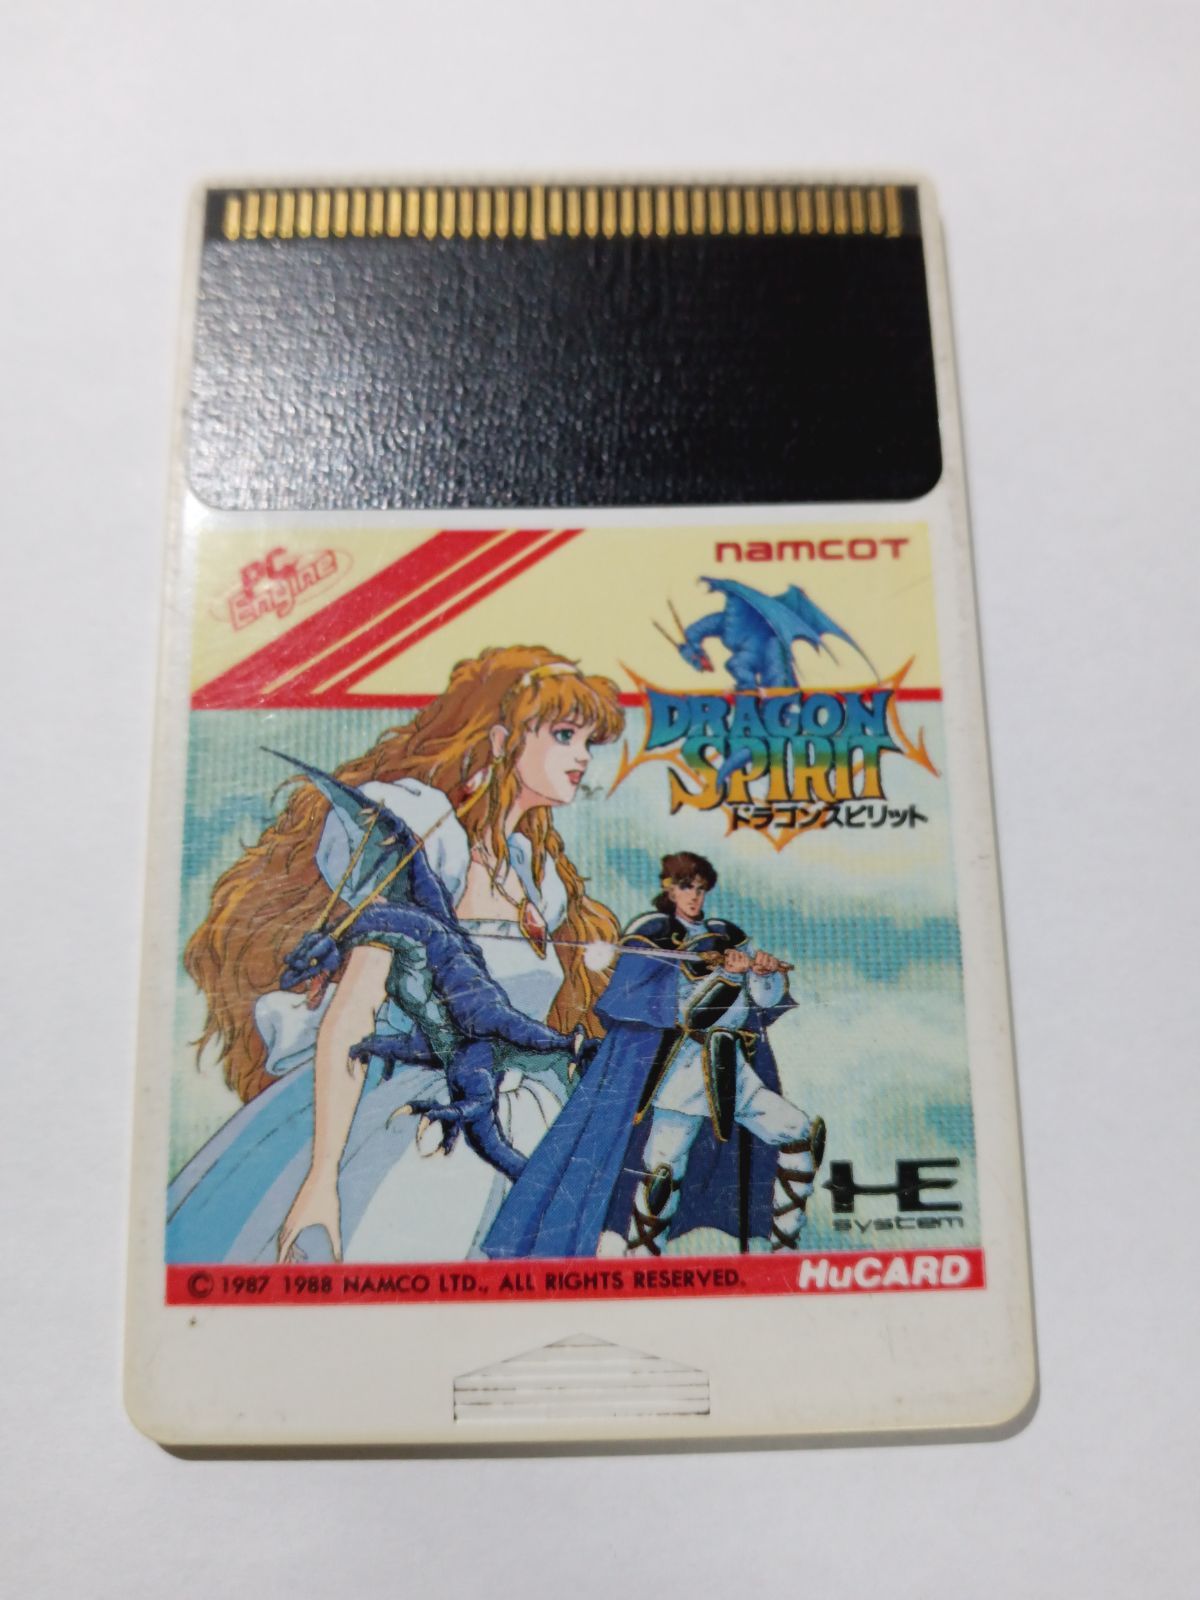 PC Engine
namcoT
DRAGON
SPIRIT
ドラゴンスピリット
HE
system
© 1987 1988 NAMCO LTD., ALL RIGHTS RESERVED.
HuCARD